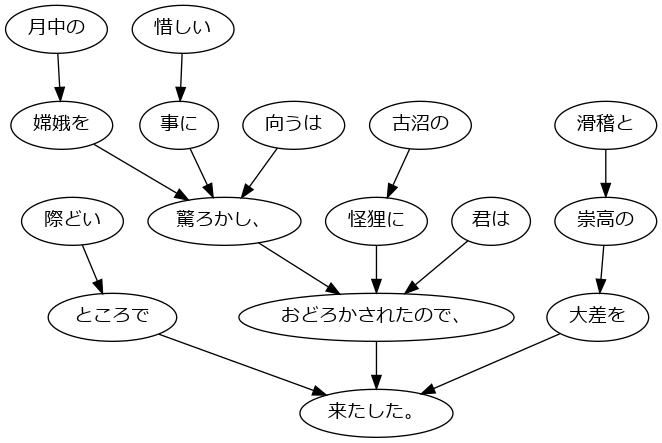 月中の 惜しい
嫦娥を 事に 向うは 古沼の 滑稽と
際どい 驚ろかし、 怪狸に 君は 崇高の
ところで おどろかされたので、 大差を
来たした。